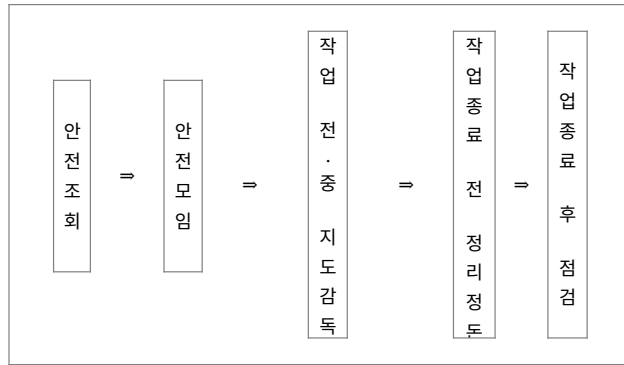 안전조회
⇒
안전모임
⇒
작업 전·중 지도감독
⇒
작업종료 전 정리정돈
⇒
작업종료 후 점검